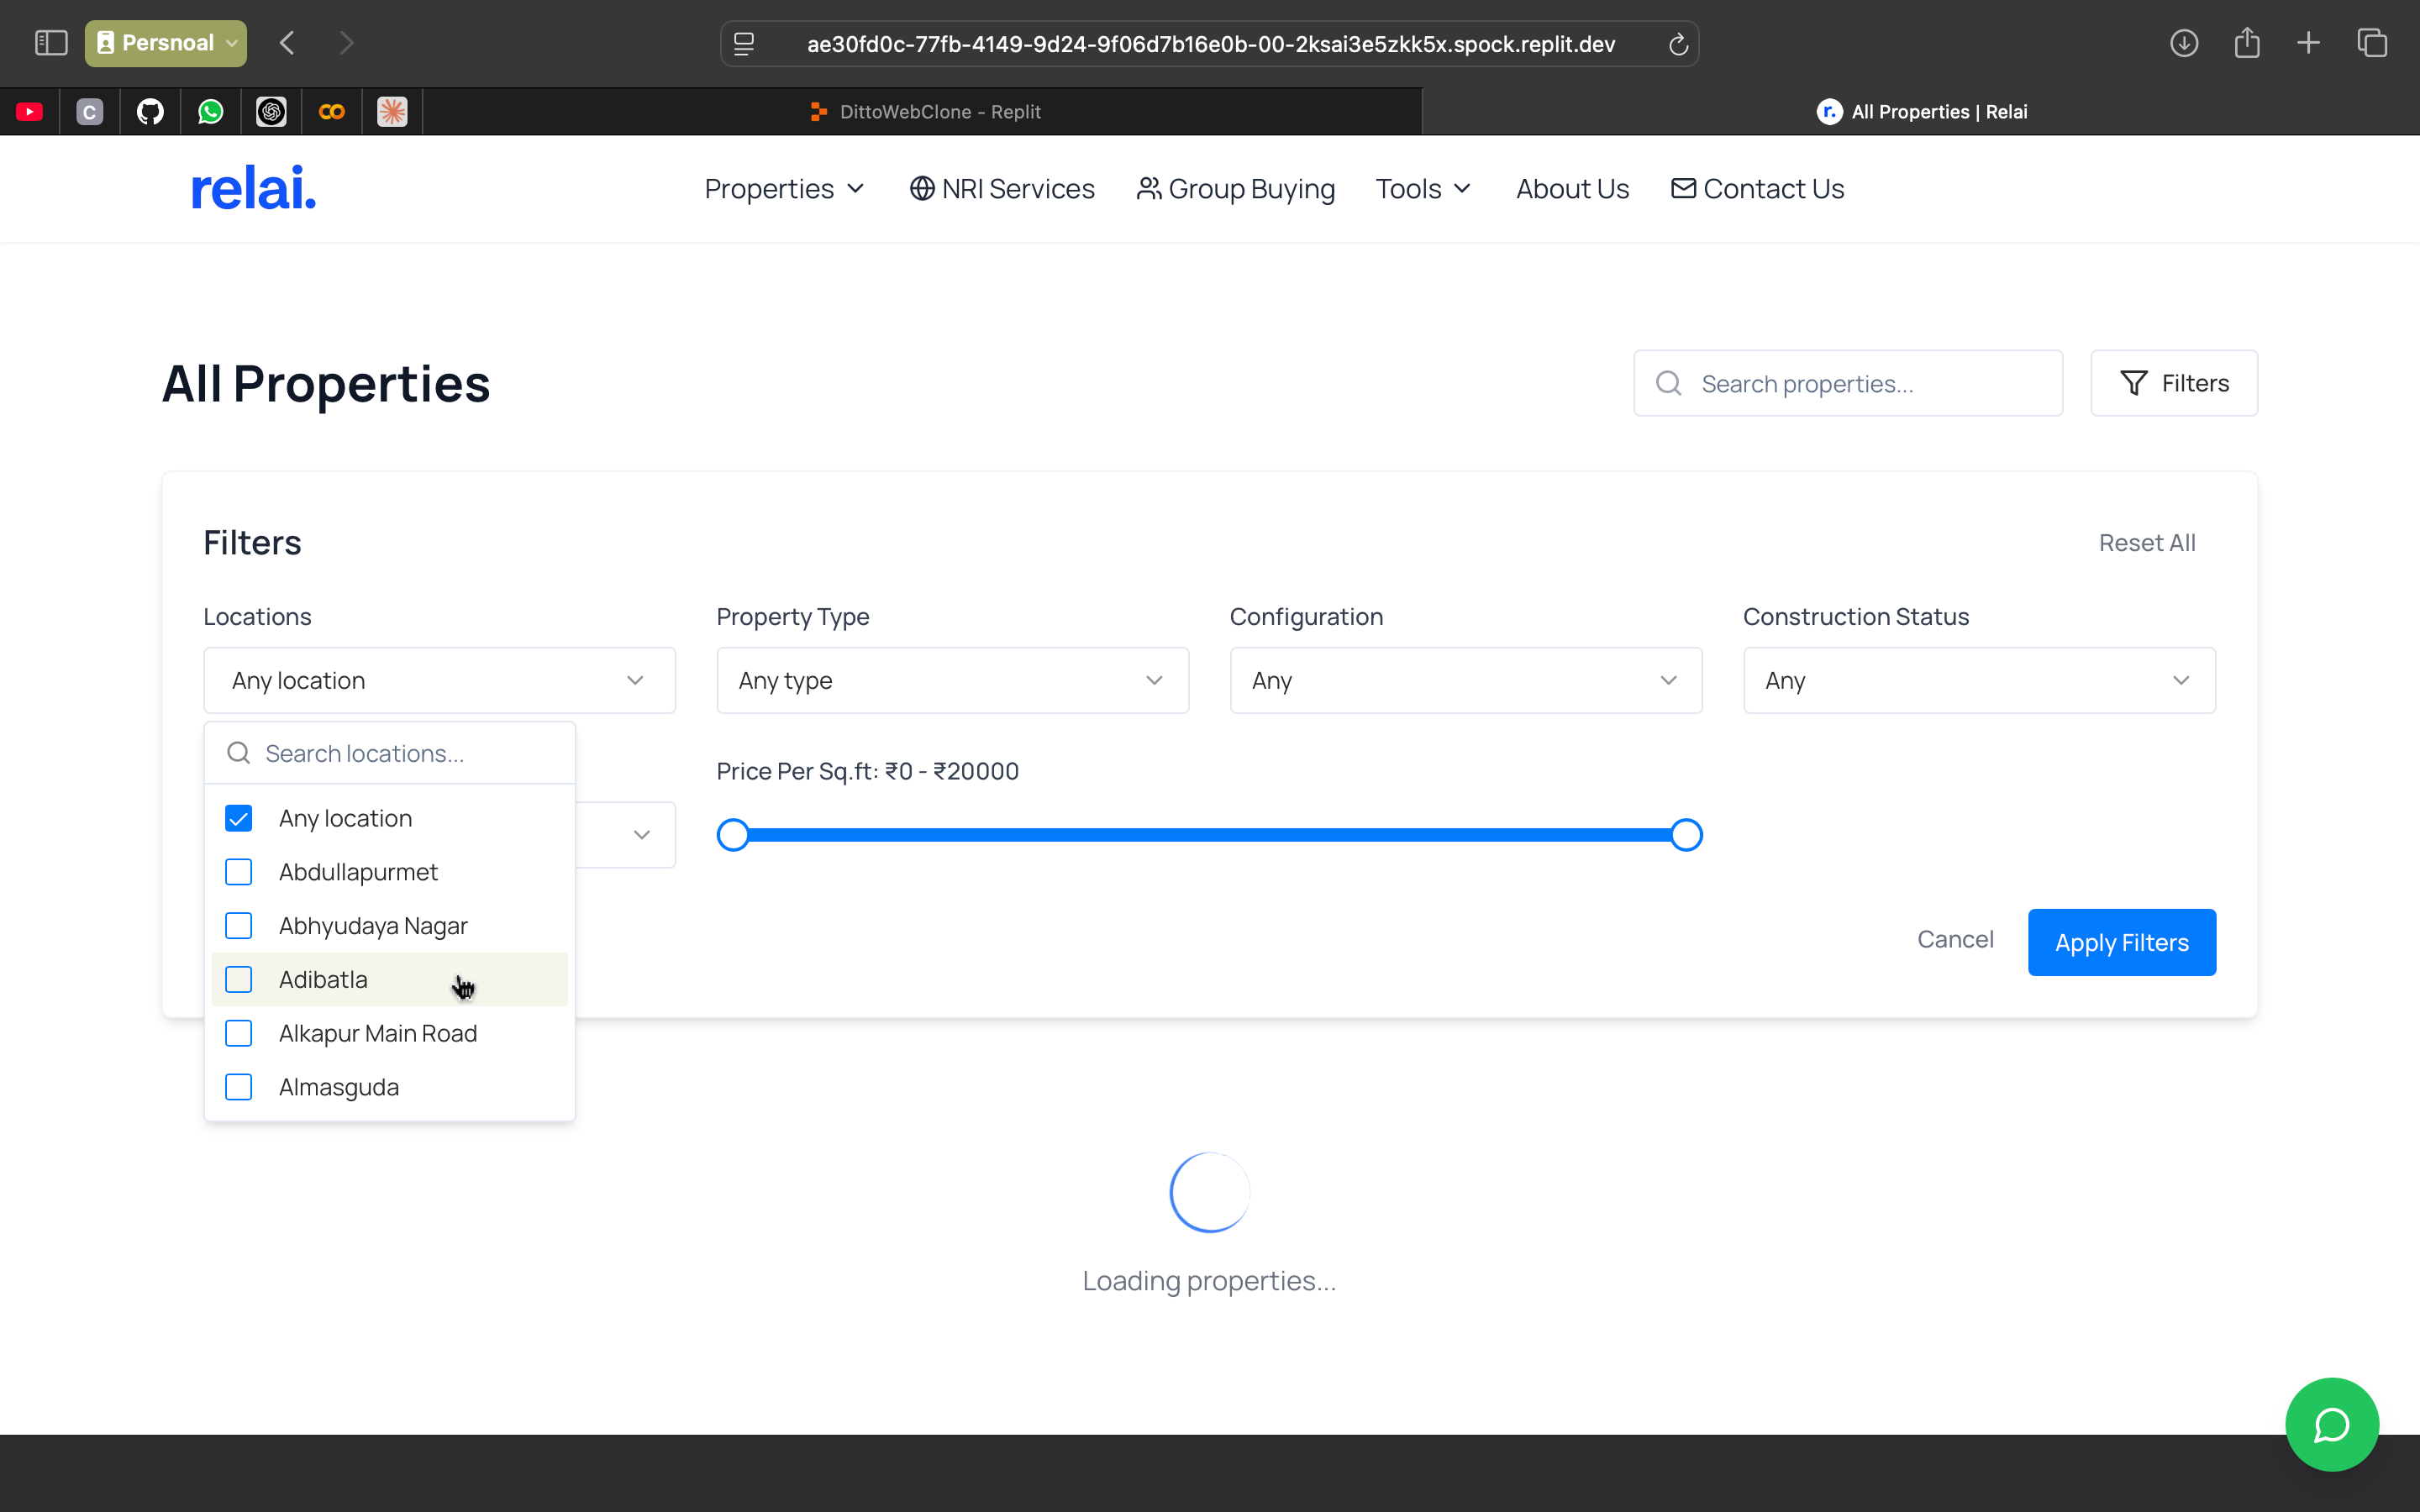 Persnoal
ae30fd0c-77fb-4149-9d24-9f06d7b16e0b-00-2ksai3e5zkk5x.spock.replit.dev
C
DittoWebClone - Replit
r. All Properties | Relai
relai.
Properties NRI Services Group Buying Tools About Us Contact Us
All Properties
Search properties...
Filters
Filters
Reset All
Locations Property Type Configuration Construction Status
Any location Any type Any Any
Search locations...
Price Per Sq.ft: ₹0 - ₹20000
Any location
Abdullapurmet
Abhyudaya Nagar
Cancel Apply Filters
Adibatla
Alkapur Main Road
Almasguda
Loading properties...